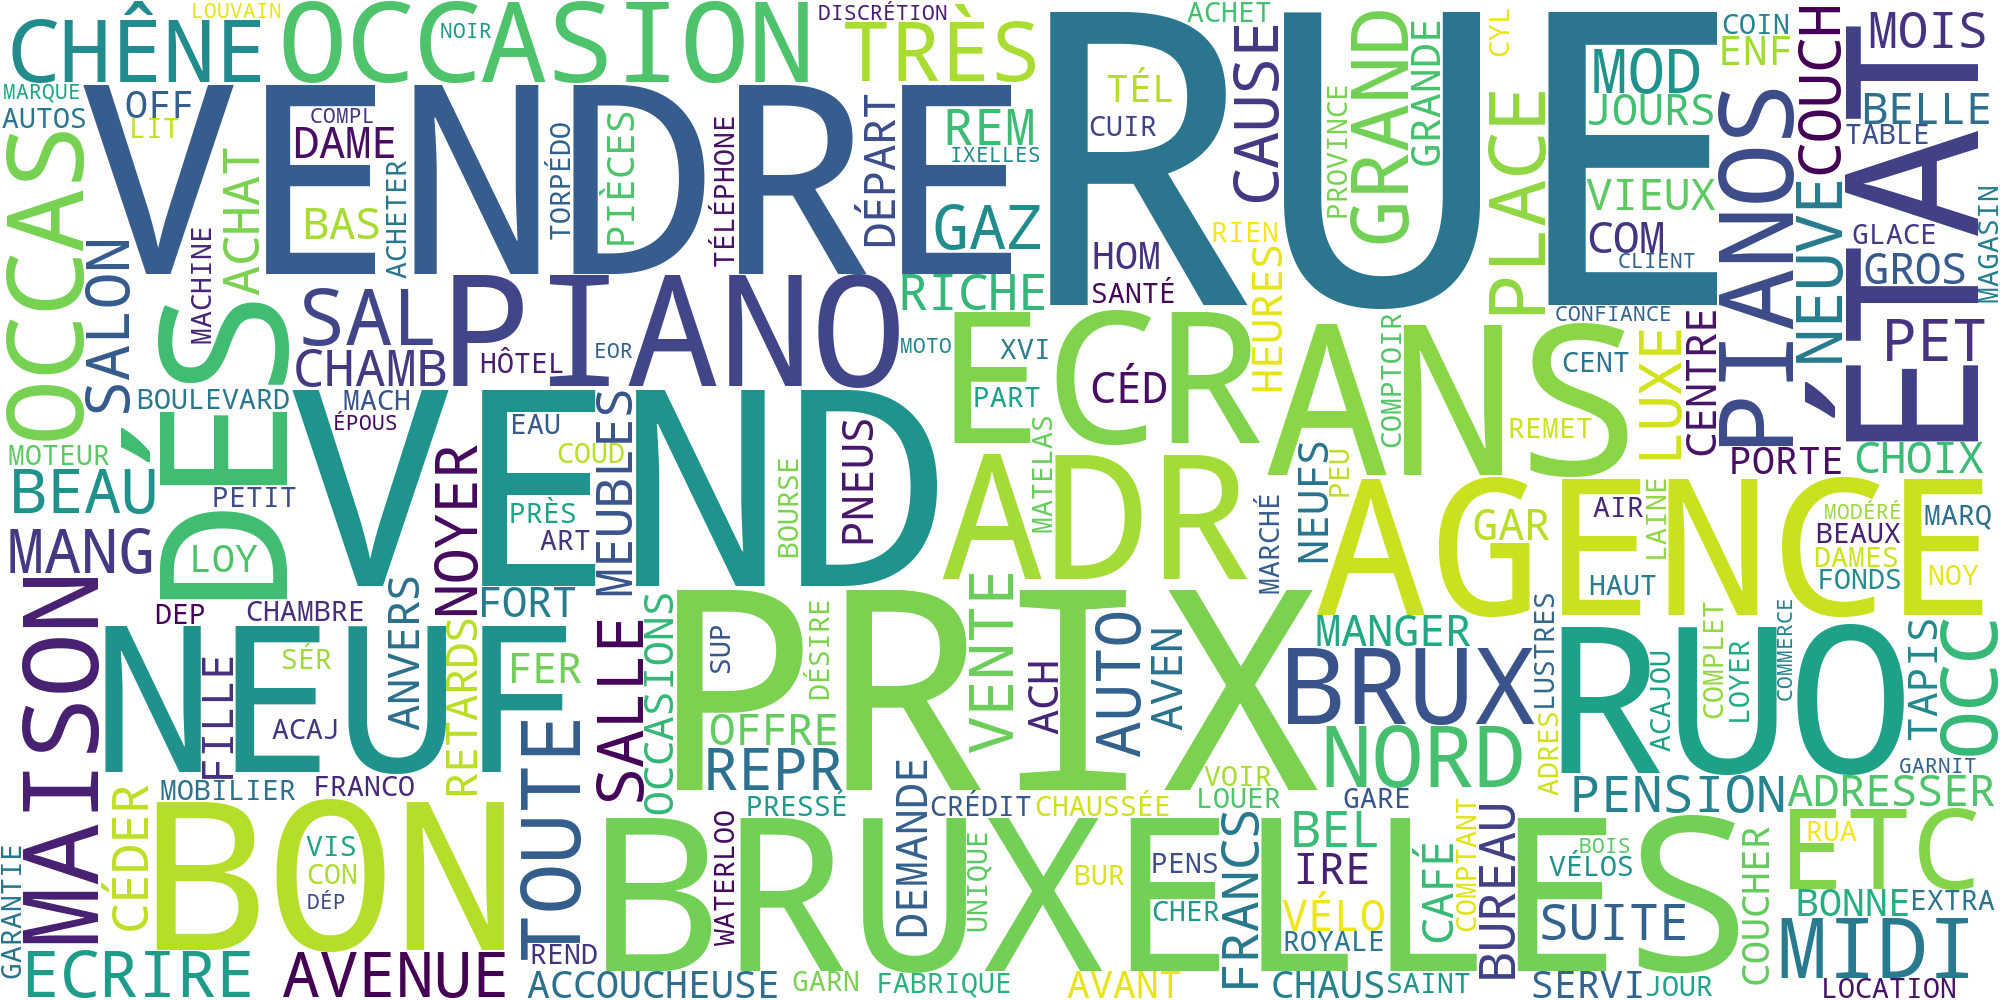 LOUVAIN
CHÊNE
OCCASION
NOIR
DISCRÉTION
TRÈS
ACHET
RUE
CAUSE
GRAND
GRANDE
CYL
COIN
ENF
MOD
COUCH
MOIS
MARQUE
AUTOS
OFF
LIT
COMPL
DAME
VENDRE
TORPÉDO
PIÈCES
TÉLÉPHONE
DÉPART
REM
IXELLES
TÉL
CUIR
PROVINCE
PLACE
JOURS
PIANOS
BELLE
TABLE
ÉTAT
OCCAS
SALON
ACHAT
MACHINE
BAS
ACHETER
GAZ
HOM
SANTÉ
RIEN
HEURES
VIEUX
COM
CLIENT
NEUVE
GLACE
GROS
MAGASIN
DÉS
SAL
PIANO
RICHE
CHAMB
HÔTEL
EOR
MOTO
XVI
ECRANS
CONFIANCE
CENT
LUXE
CENTRE
PET
BOULEVARD
MACH
ÉPOUS
PART
CÉD
COMPTOIR
REMET
MOTEUR
BEAÚ
PETIT
VEND
EAU
COUD
PRÈS
ART
MEUBLES
BOURSE
PNEUS
ADR
MATELAS
NEUFS
PEU
PORTE
CHOIX
MANG
LOY
NOYER
MARCHÉ
AGENCE
GAR
AIR
HAUT
LAINE
MODÉRÉ
BEAUX
MARQ
DAMES
FONDS
NOY
MAISON
DEP
CHAMBRE
ANVERS
FORT
NEUF
FILLE
SÉR
ACAJ
RETARDS
FER
SALLE
OCCASIONS
SUP
DÉSIRE
PRIX
VENTE
ACH
AUTO
AVEN
MANGER
BRUX
LUSTRES
RUO
ACAJOU
COMPLET
LOYER
COMMERCE
TAPIS
OCC
OFFRE
REPR
NORD
ADRES
GARNIT
MOBILIER
FRANCO
TOUTE
PRESSÉ
CRÉDIT
CHAUSSÉE
VOIR
LOUER
GARE
PENSION
ADRESSER
GARANTIE
CÉDER
BON
VIS
CON
DÉP
BRUXELLES
WATERLOO
DEMANDE
UNIQUE
BUR
PENS
CHER
FRANCS
BEL
IRE
VÉLO
ROYALE
CAFÉ
COMPTANT
BUREAU
BOIS
VÉLOS
SUITE
COUCHER
RUA
ETC
BONNE
EXTRA
MIDI
ECRIRE
AVENUE
REND
ACCOUCHEUSE
GARN
FABRIQUE
AVANT
CHAUS
SAINT
SERVI
JOUR
LOCATION